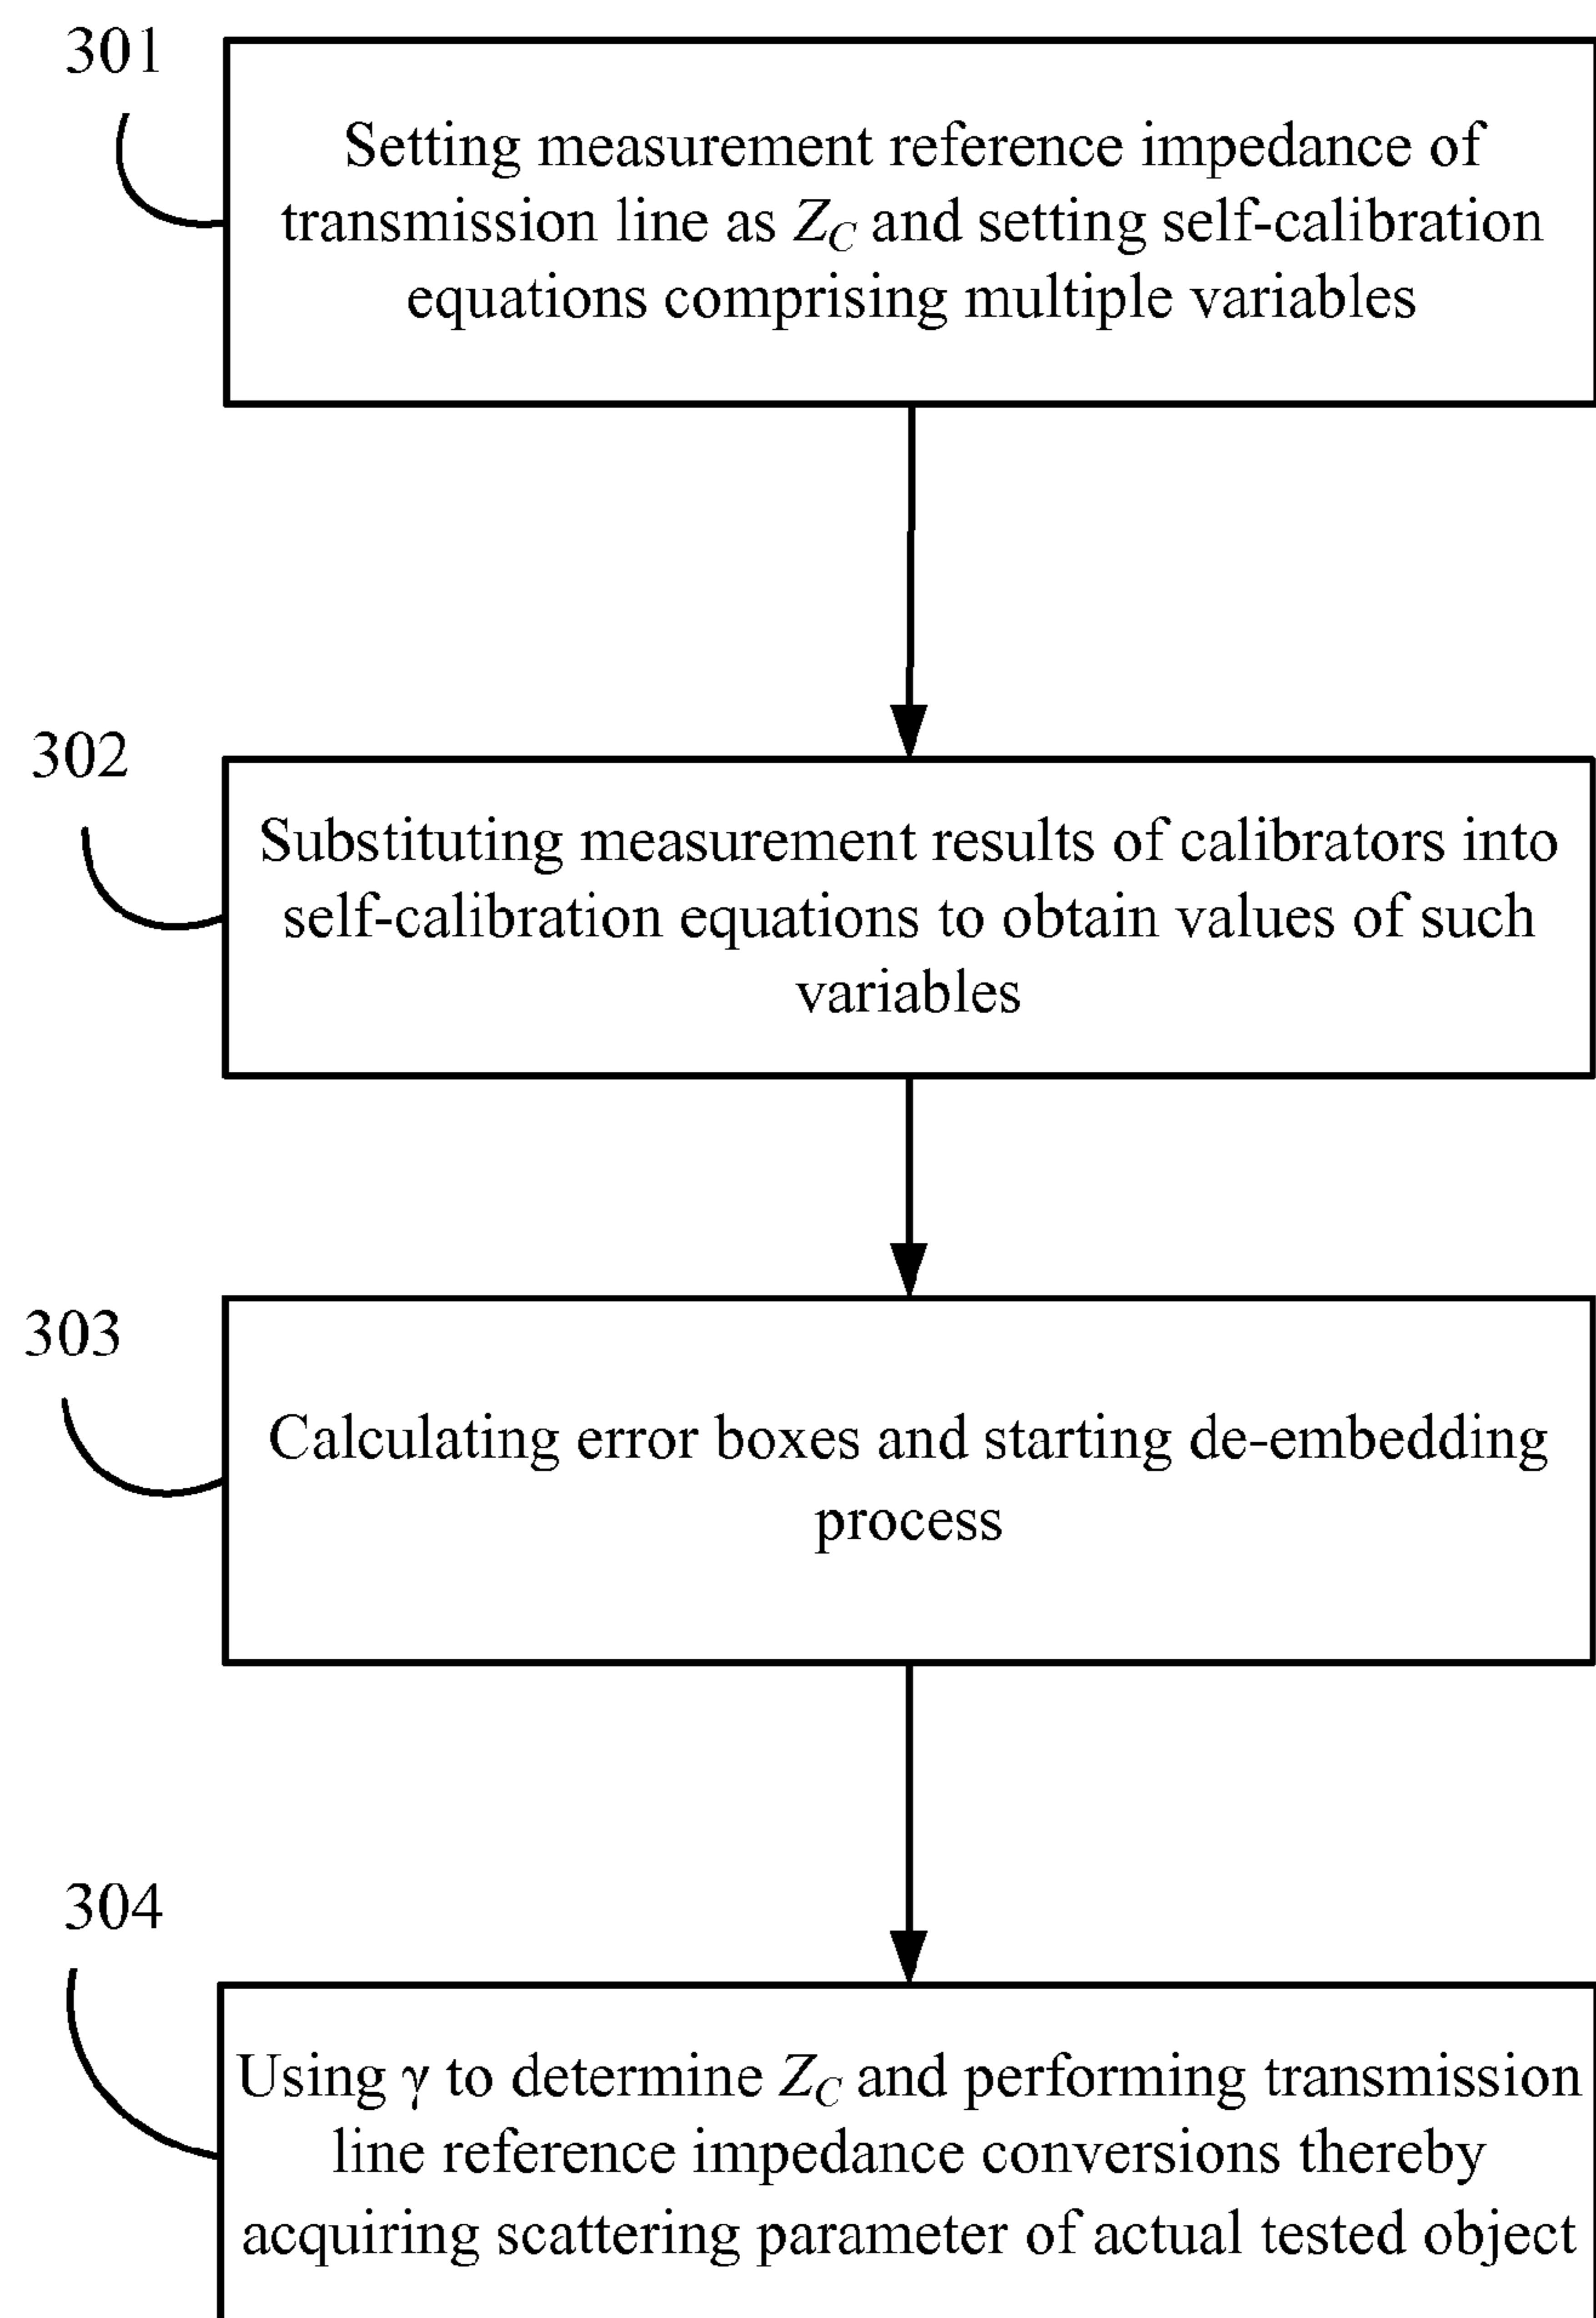 301
Setting measurement reference impedance of
transmission line as Z_C and setting self-calibration
equations comprising multiple variables
302
Substituting measurement results of calibrators into
self-calibration equations to obtain values of such
variables
303
Calculating error boxes and starting de-embedding
process
304
Using γ to determine Z_C and performing transmission
line reference impedance conversions thereby
acquiring scattering parameter of actual tested object